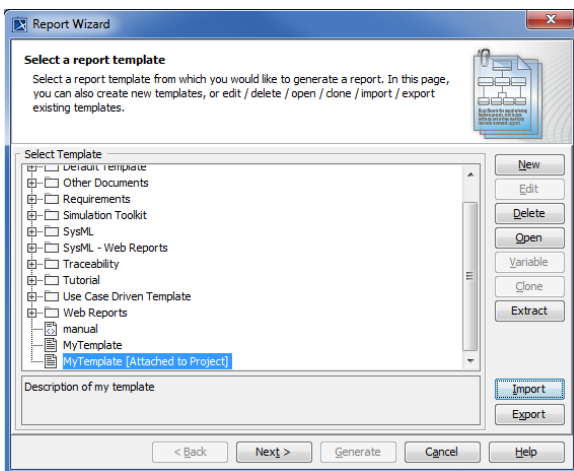 Report Wizard
Select a report template
Select a report template from which you would like to generate a report. In this page,
you can also create new templates, or edit / delete / open / clone / import / export
existing templates.
Select Template
Default Template
Other Documents
Requirements
Simulation Toolkit
SysML
SysML - Web Reports
Traceability
Tutorial
Use Case Driven Template
Web Reports
manual
MyTemplate
MyTemplate [Attached to Project]
New
Edit
Delete
Open
Variable
Clone
Extract
Description of my template
Import
Export
< Back
Next >
Generate
Cancel
Help